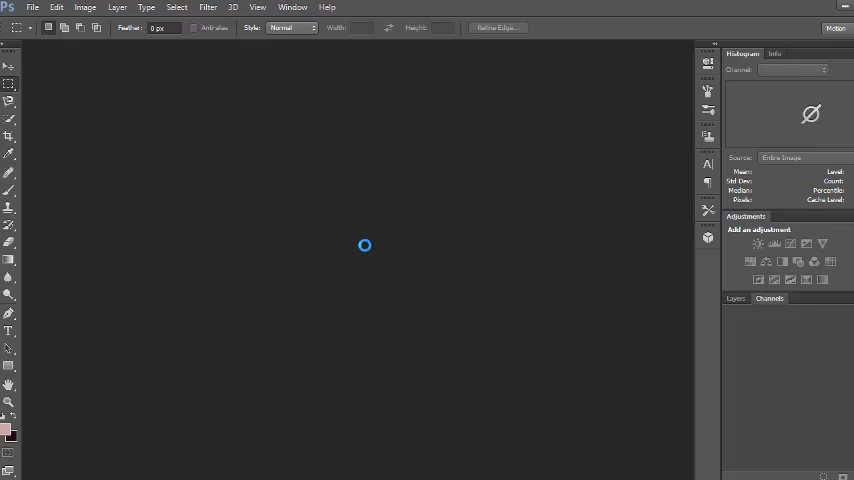 Ps File Edit Image Layer Type Select Filter 3D View Window Help
Feather: 0 px Antialias Style: Normal Width: Height: Refine Edge... Motion
Histogram Info
Channel:
Source: Entire Image
Mean: Level:
Std Dev: Count:
Median: Percentile:
Pixels: Cache Level:
Adjustments
Add an adjustment
Layers Channels